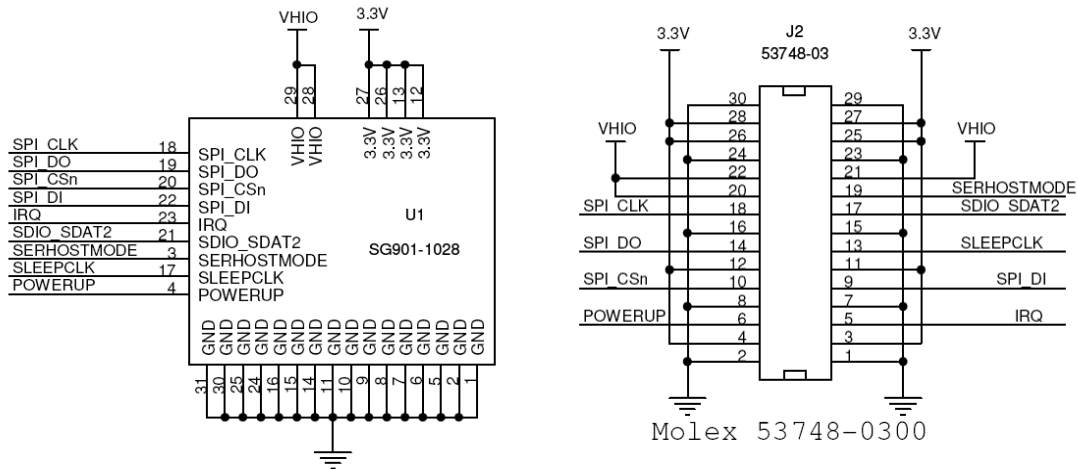 VHIO 3.3V
29 28 27 26 13 12
VHIO VHIO 3.3V 3.3V 3.3V 3.3V
SPI_CLK 18 SPI_CLK
SPI_DO 19 SPI_DO
SPI_CSn 20 SPI_CSn
SPI_DI 22 SPI_DI
IRQ 23 IRQ
SDIO_SDAT2 21 SDIO_SDAT2
SERHOSTMODE 3 SERHOSTMODE
SLEEPCLK 17 SLEEPCLK
POWERUP 4 POWERUP
U1
SG901-1028
GND GND GND GND GND GND GND GND GND GND GND GND GND GND GND GND
31 30 25 24 16 15 14 11 10 9 8 7 6 5 2 1
J2
53748-03
3.3V 3.3V
30 29
28 27
26 25
VHIO VHIO
24 23
22 21
20 19 SERHOSTMODE
SPI_CLK 18 17 SDIO_SDAT2
16 15
SPI_DO 14 13 SLEEPCLK
12 11
SPI_CSn 10 9 SPI_DI
8 7
POWERUP 6 5 IRQ
4 3
2 1
Molex 53748-0300